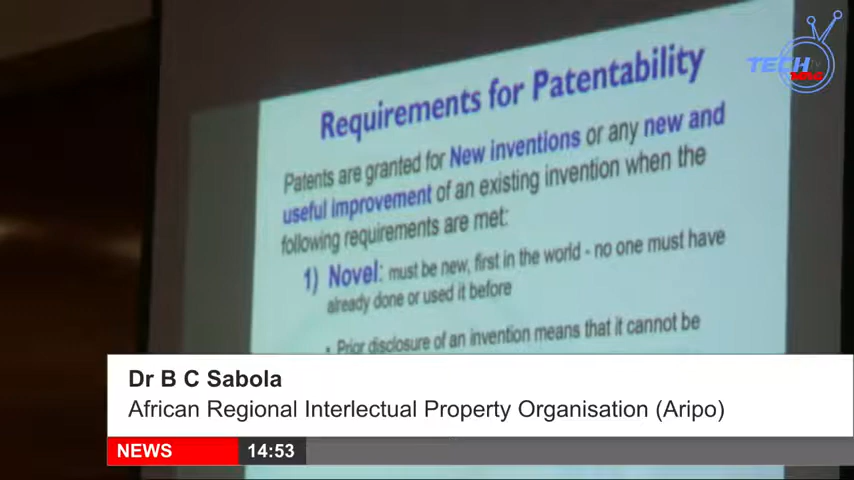 TECH
Requirements for Patentability
Patents are granted for New inventions or any new and
useful improvement of an existing invention when the
following requirements are met:
1) Novel: must be new, first in the world - no one must have
already done or used it before
• Prior disclosure of an invention means that it cannot be
Dr B C Sabola
African Regional Interlectual Property Organisation (Aripo)
NEWS 14:53